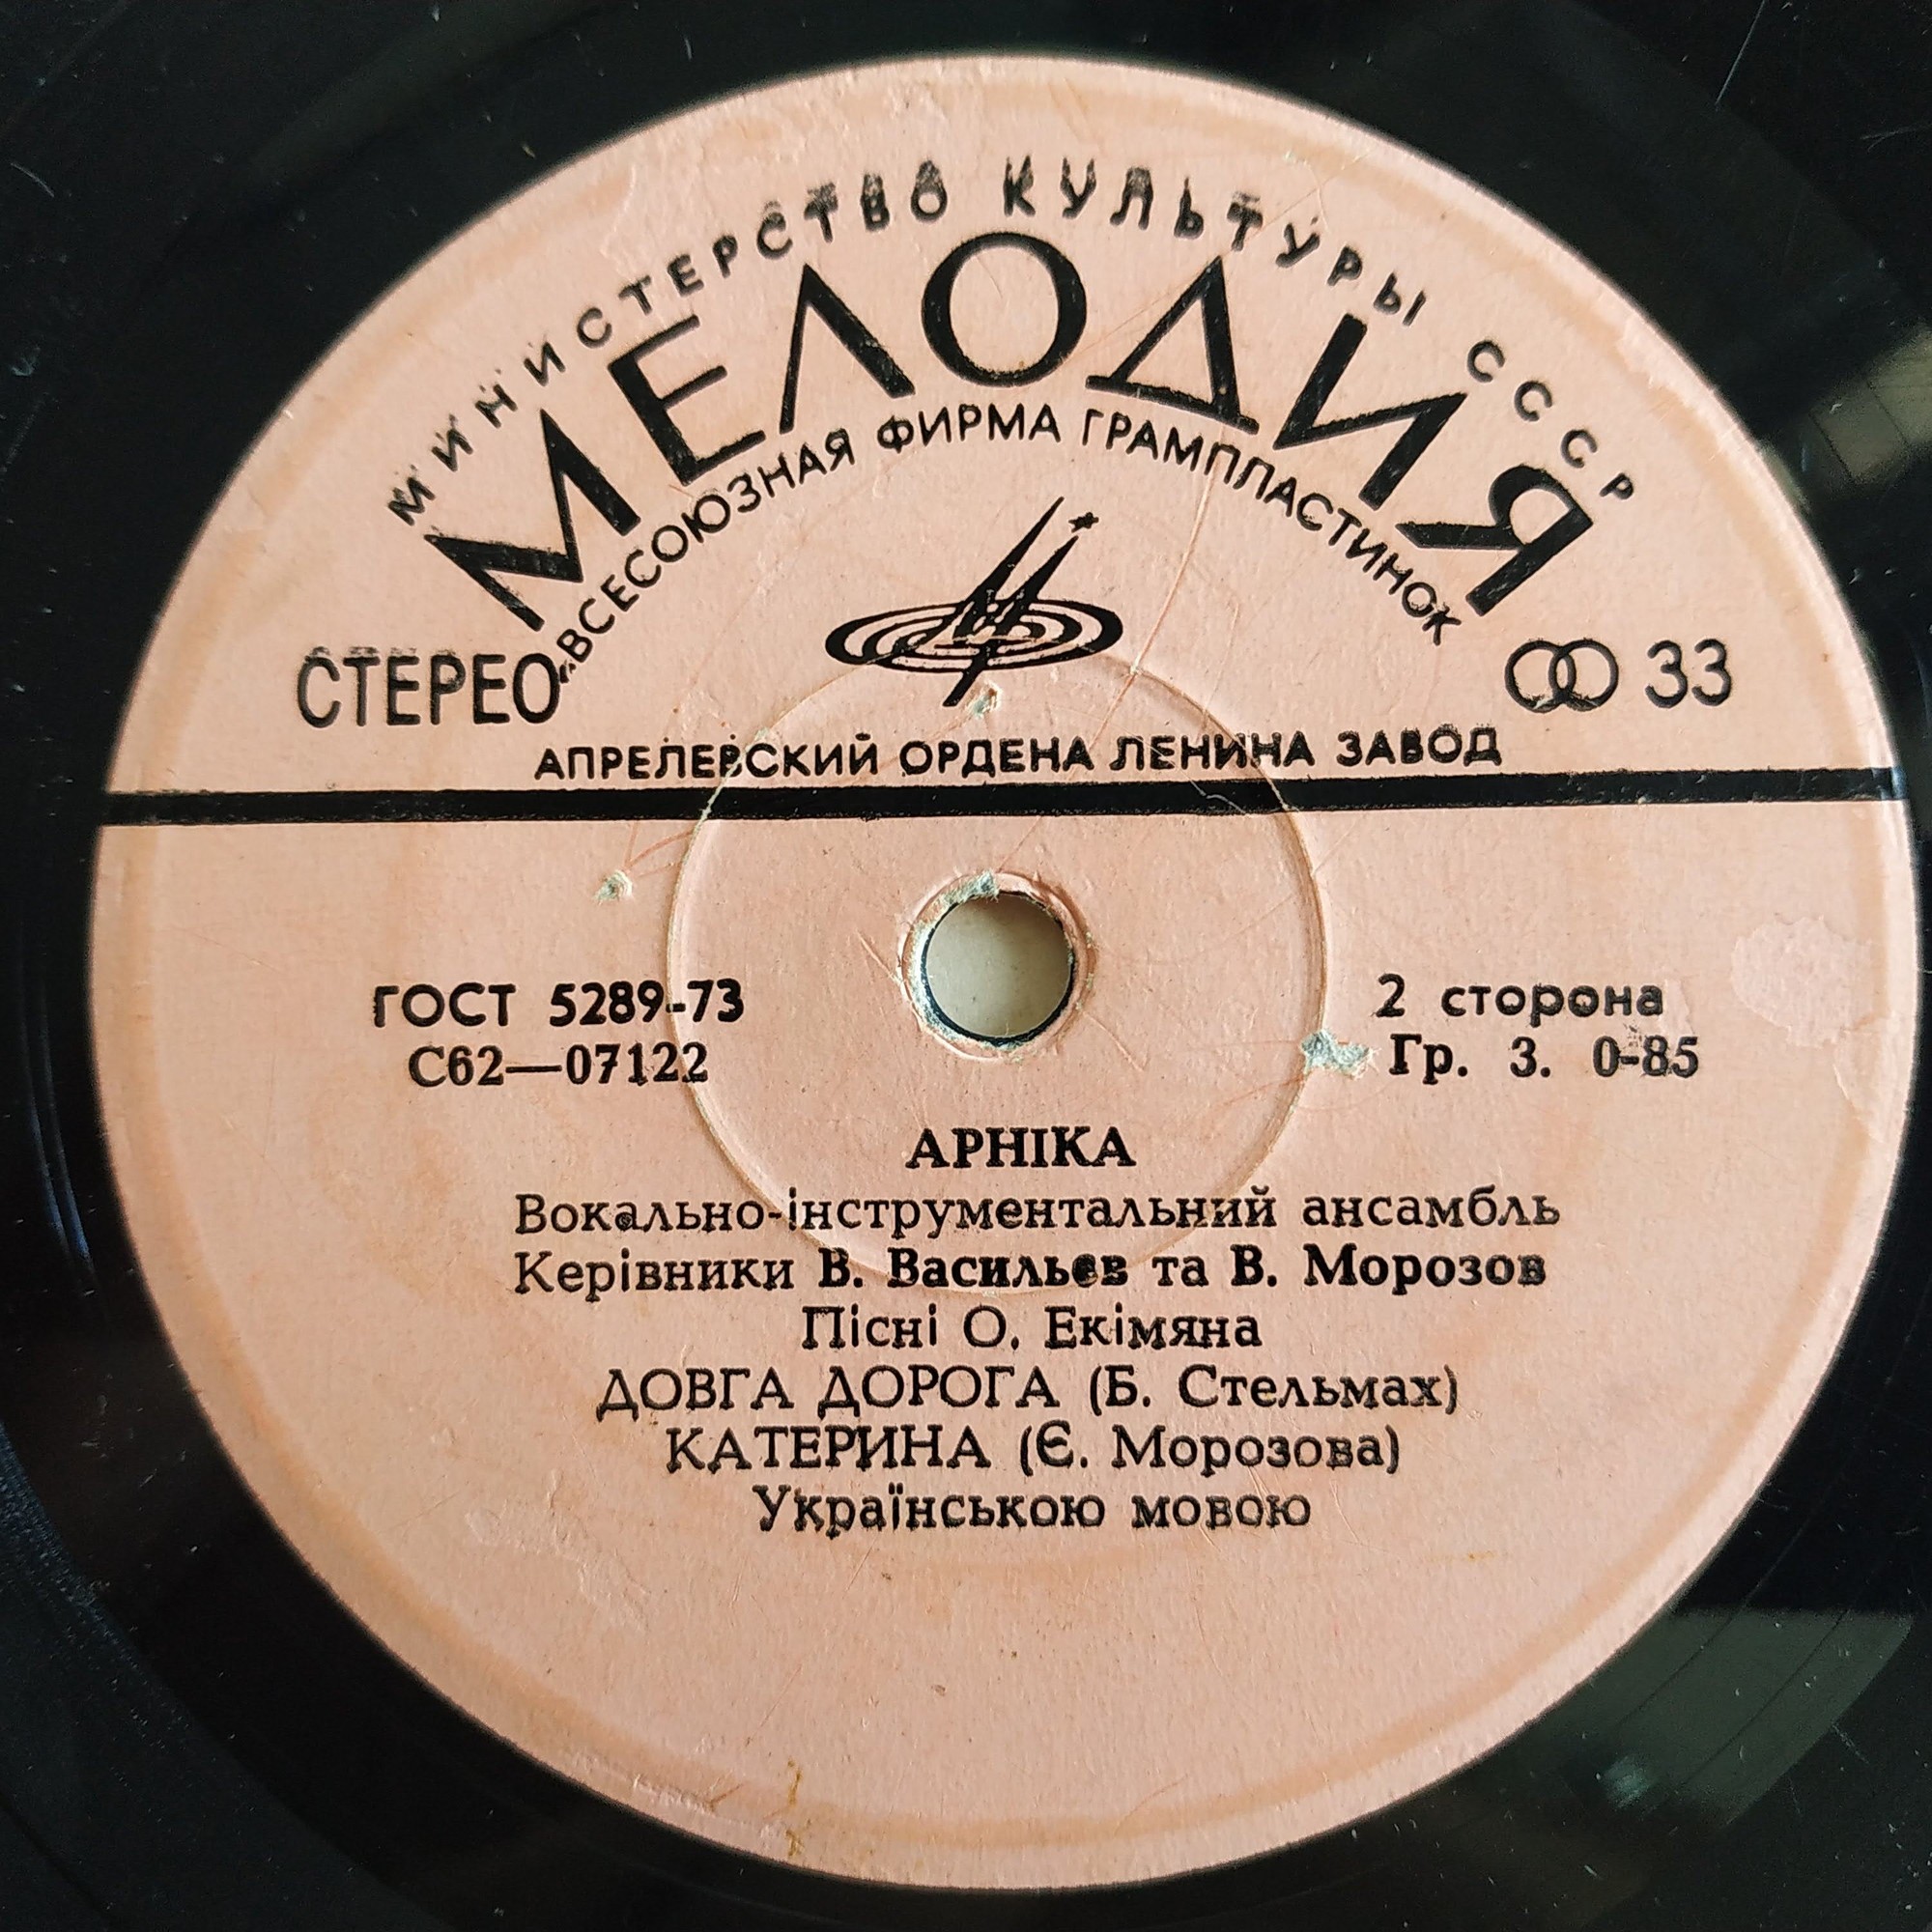 МИНИСТЕРСТВО КУЛЬТУРЫ СССР
МЕЛОДИЯ
ВСЕСОЮЗНАЯ ФИРМА ГРАМПЛАСТИНОК
СТЕРЕО
33
АПРЕЛЕВСКИЙ ОРДЕНА ЛЕНИНА ЗАВОД
ГОСТ 5289-73
2 сторона
С62—07122
Гр. 3. 0-85
АРНІКА
Вокально-інструментальний ансамбль
Керівники В. Васильєв та В. Морозов
Пісні О. Екімяна
ДОВГА ДОРОГА (Б. Стельмах)
КАТЕРИНА (Є. Морозова)
Українською мовою